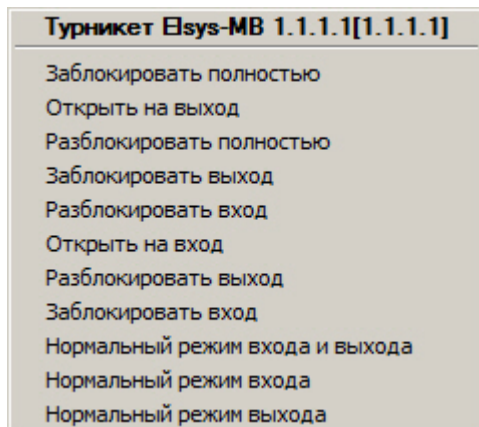 Турникет Elsys-MB 1.1.1.1[1.1.1.1]
Заблокировать полностью
Открыть на выход
Разблокировать полностью
Заблокировать выход
Разблокировать вход
Открыть на вход
Разблокировать выход
Заблокировать вход
Нормальный режим входа и выхода
Нормальный режим входа
Нормальный режим выхода